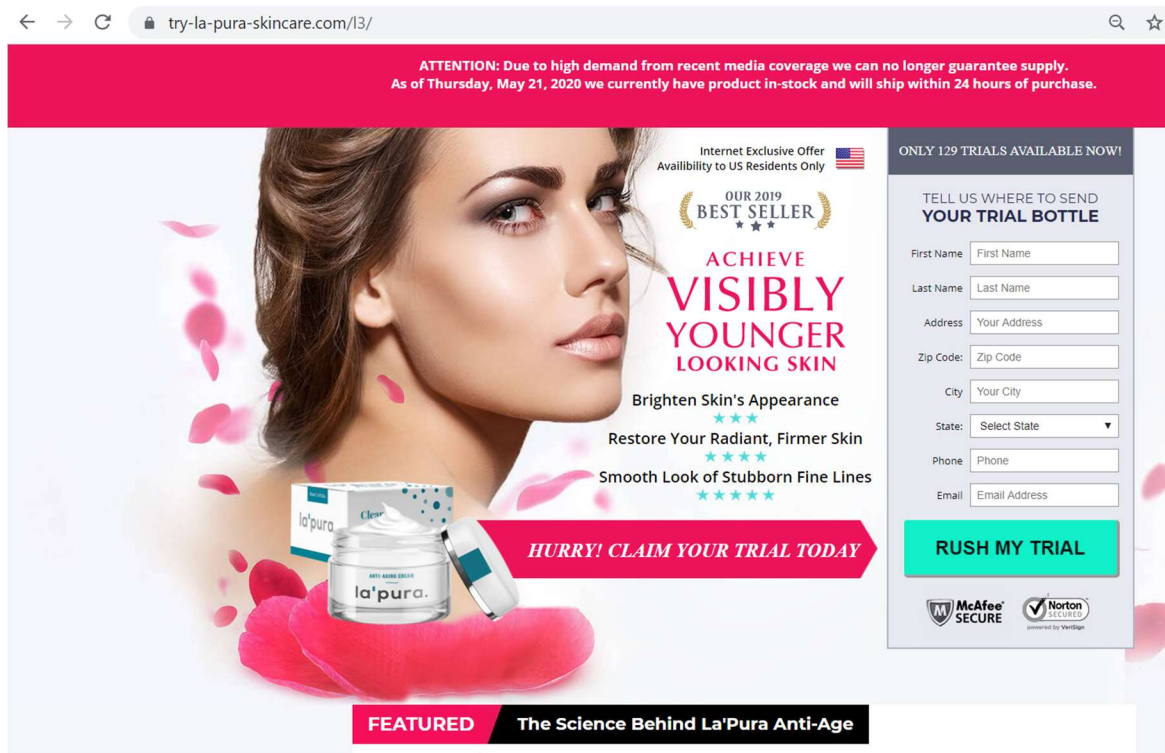 try-la-pura-skincare.com/l3/
ATTENTION: Due to high demand from recent media coverage we can no longer guarantee supply.
As of Thursday, May 21, 2020 we currently have product in-stock and will ship within 24 hours of purchase.
Internet Exclusive Offer
Availibility to US Residents Only
OUR 2019
BEST SELLER
ACHIEVE
VISIBLY
YOUNGER
LOOKING SKIN
Brighten Skin's Appearance
Restore Your Radiant, Firmer Skin
Smooth Look of Stubborn Fine Lines
la'pura
Clear
ANTI-AGING CREAM
la'pura.
HURRY! CLAIM YOUR TRIAL TODAY
ONLY 129 TRIALS AVAILABLE NOW!
TELL US WHERE TO SEND
YOUR TRIAL BOTTLE
First Name First Name
Last Name Last Name
Address Your Address
Zip Code: Zip Code
City Your City
State: Select State
Phone Phone
Email Email Address
RUSH MY TRIAL
McAfee™
SECURE
Norton
SECURED
powered by VeriSign
FEATURED The Science Behind La'Pura Anti-Age